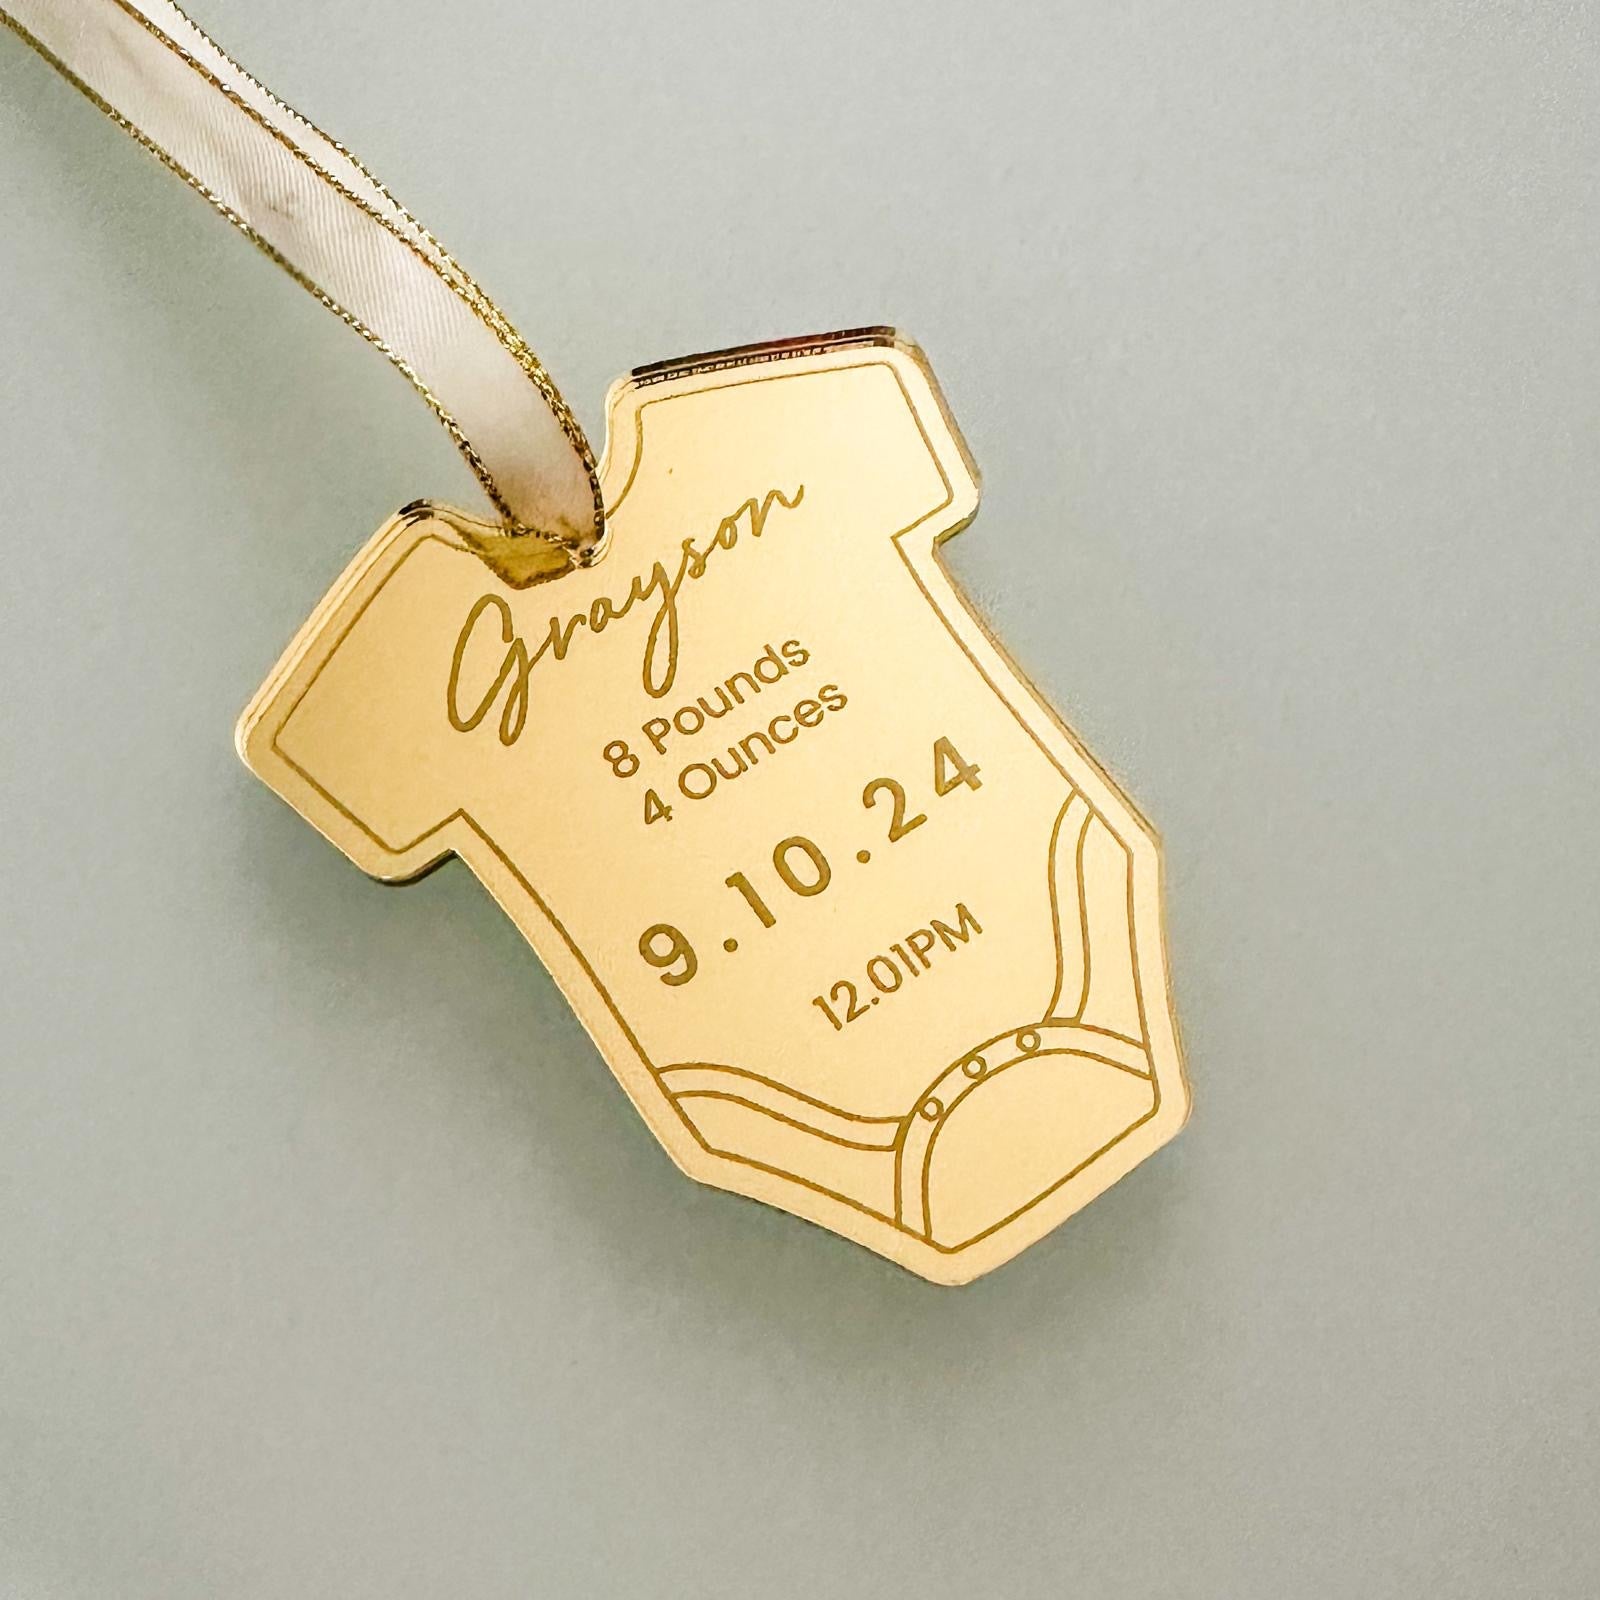 Grayson
8 Pounds
4 Ounces
9.10.24
12.01PM